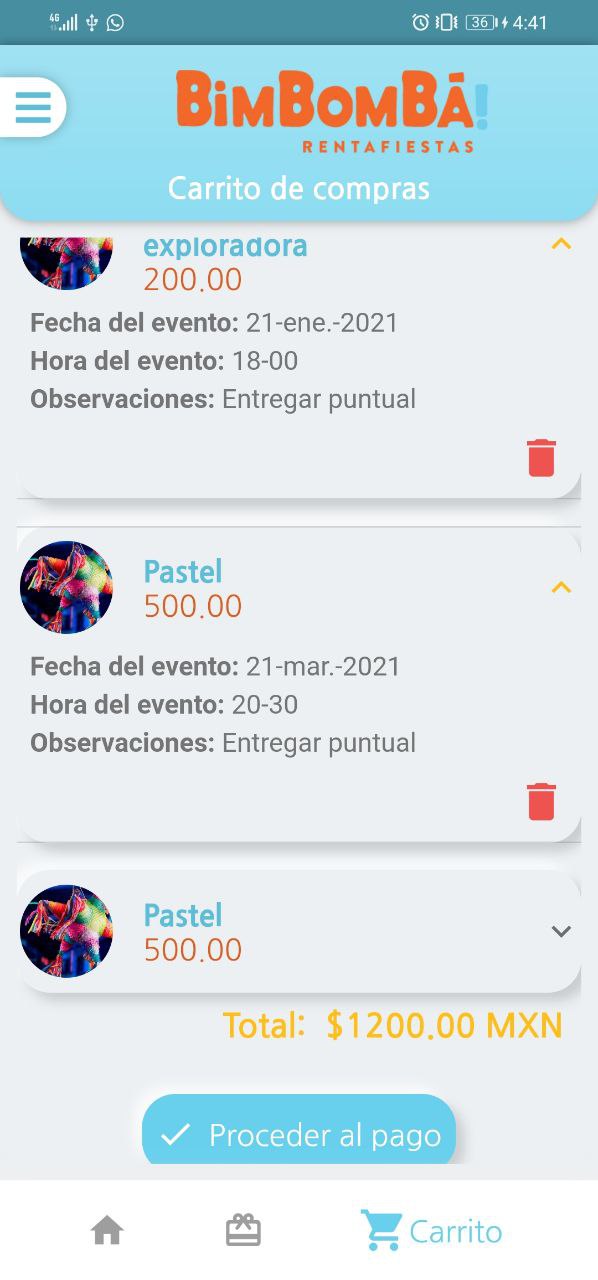 4G 36 4:41
BiMBOMBÁ!
RENTAFIESTAS
Carrito de compras
exploradora
200.00
Fecha del evento: 21-ene.-2021
Hora del evento: 18-00
Observaciones: Entregar puntual
Pastel
500.00
Fecha del evento: 21-mar.-2021
Hora del evento: 20-30
Observaciones: Entregar puntual
Pastel
500.00
Total: $1200.00 MXN
Proceder al pago
Carrito